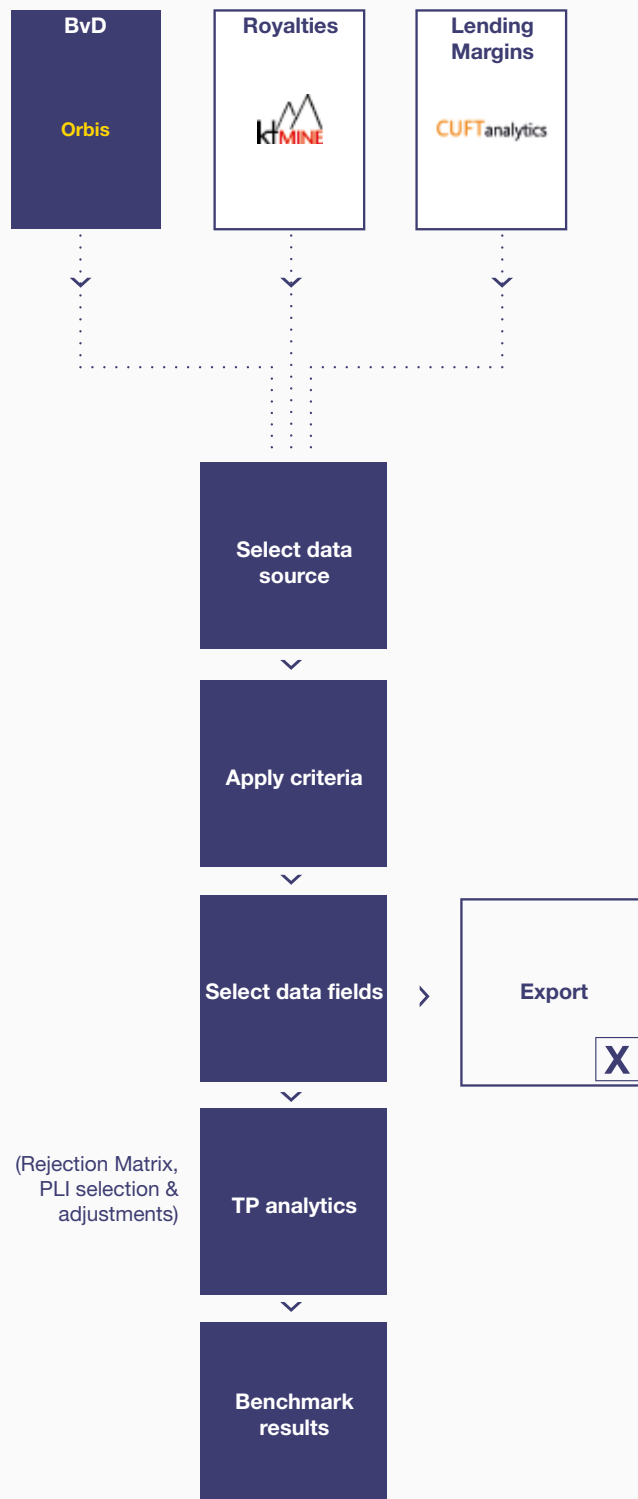 BvD
Orbis
Royalties
ktMINE
Lending
Margins
CUFTanalytics
Select data
source
Apply criteria
Select data fields
Export
X
(Rejection Matrix,
PLI selection &
adjustments)
TP analytics
Benchmark
results